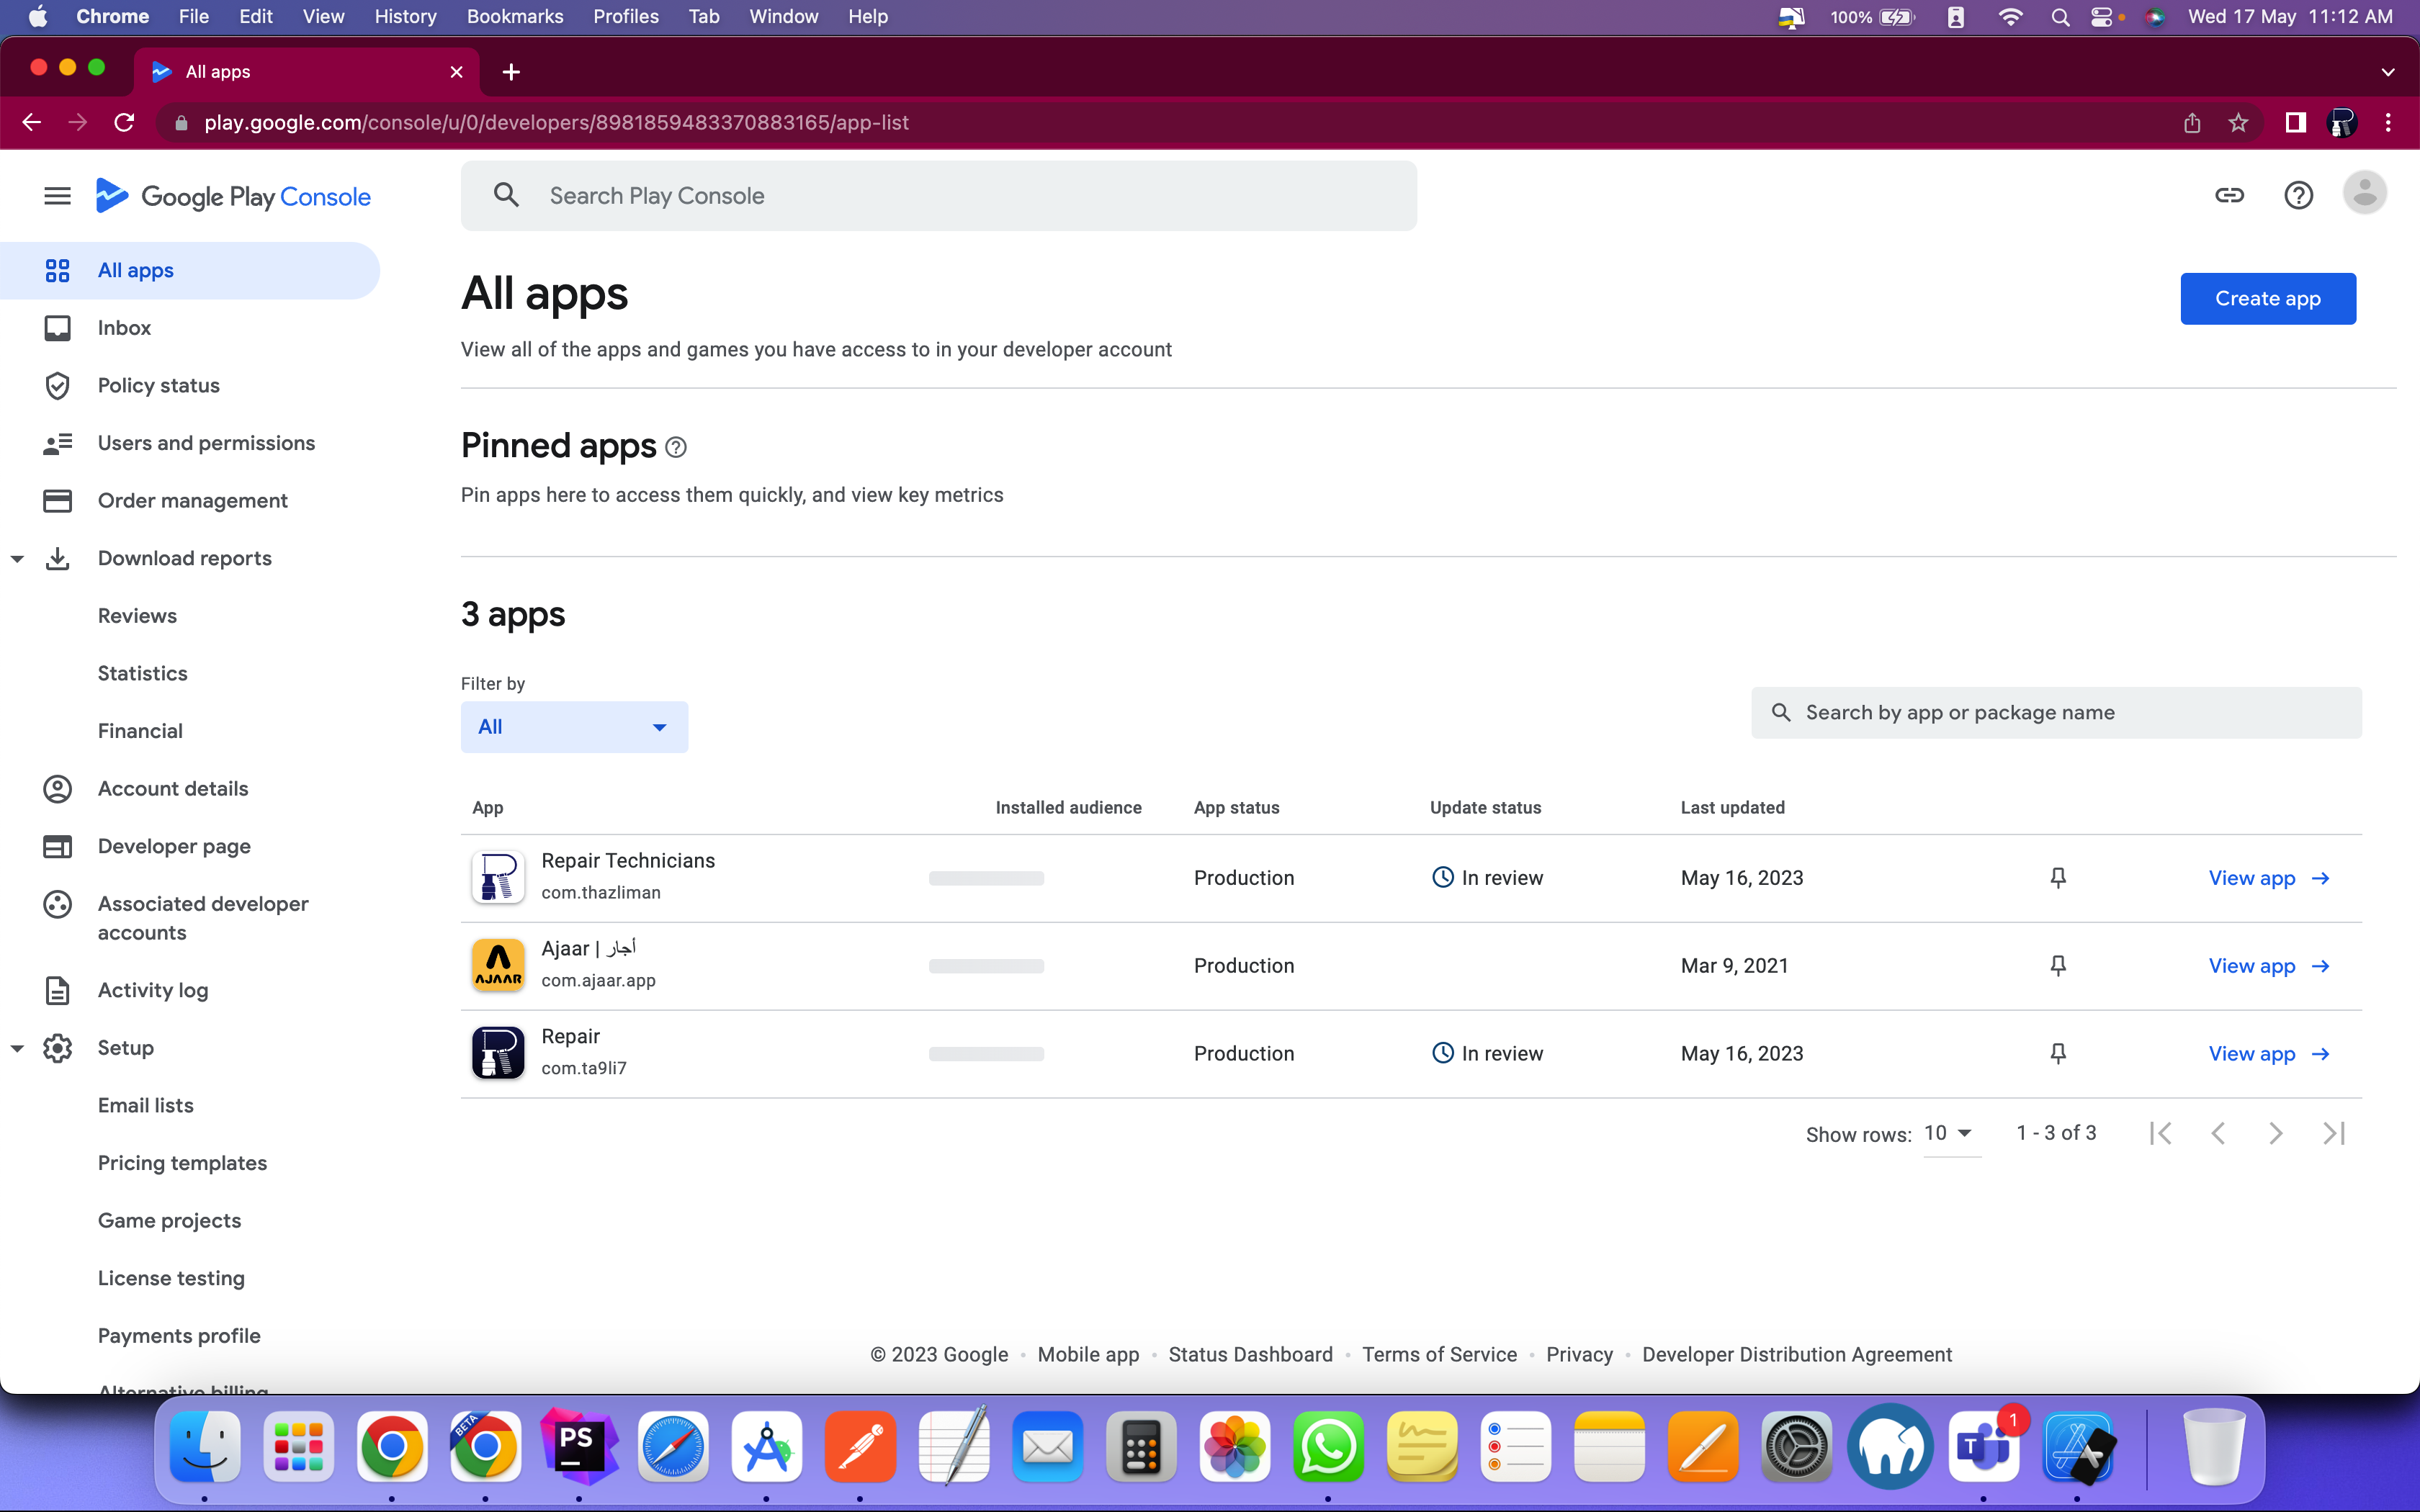 Chrome File Edit View History Bookmarks Profiles Tab Window Help 100% Wed 17 May 11:12 AM
All apps
play.google.com/console/u/0/developers/8981859483370883165/app-list
Google Play Console
Search Play Console
All apps
Inbox
Policy status
Users and permissions
Order management
Download reports
Reviews
Statistics
Financial
Account details
Developer page
Associated developer
accounts
Activity log
Setup
Email lists
Pricing templates
Game projects
License testing
Payments profile
Alternative billing
All apps
Create app
View all of the apps and games you have access to in your developer account
Pinned apps
Pin apps here to access them quickly, and view key metrics
3 apps
Filter by
All
Search by app or package name
App Installed audience App status Update status Last updated
Repair Technicians
com.thazliman
Production In review May 16, 2023 View app
AJAAR
Ajaar | أجار
com.ajaar.app
Production Mar 9, 2021 View app
Repair
com.ta9li7
Production In review May 16, 2023 View app
Show rows: 10 1 - 3 of 3
© 2023 Google • Mobile app • Status Dashboard • Terms of Service • Privacy • Developer Distribution Agreement
BETA
PS
T
1